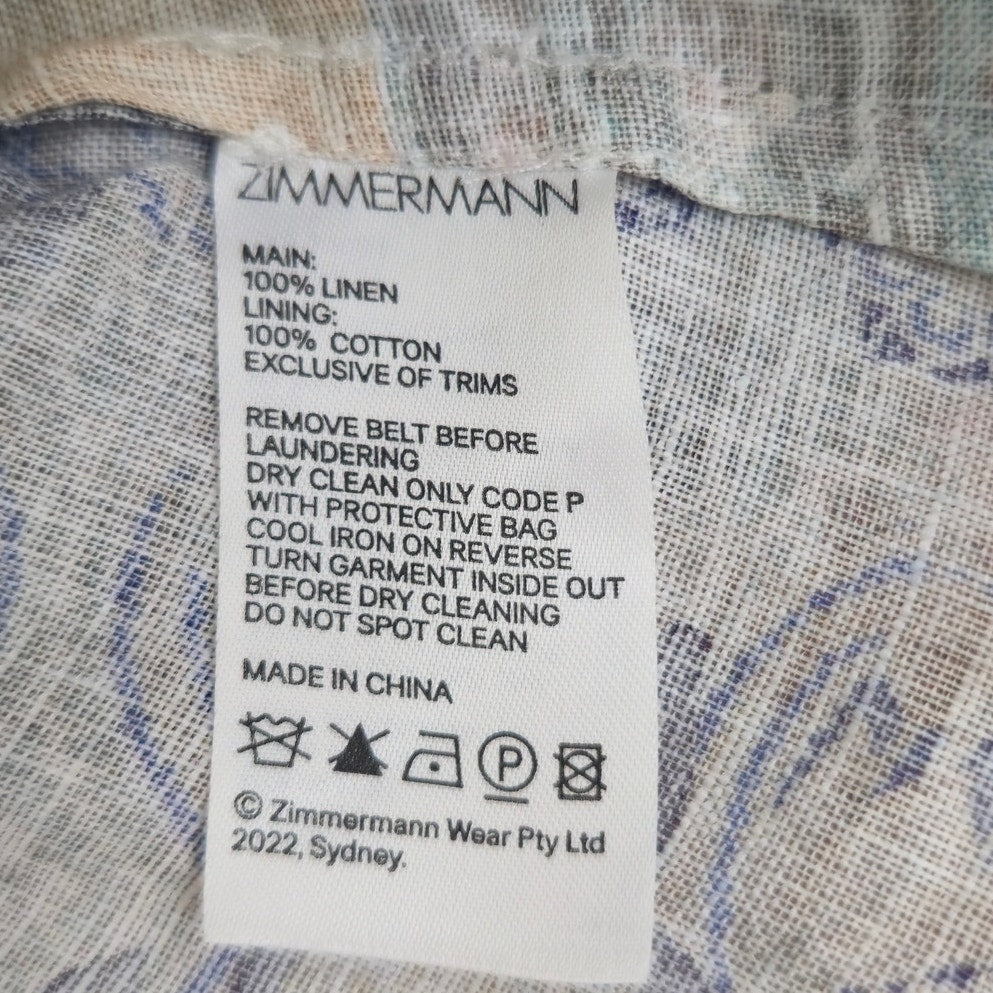 ZIMMERMANN
MAIN:
100% LINEN
LINING:
100% COTTON
EXCLUSIVE OF TRIMS
REMOVE BELT BEFORE
LAUNDERING
DRY CLEAN ONLY CODE P
WITH PROTECTIVE BAG
COOL IRON ON REVERSE
TURN GARMENT INSIDE OUT
BEFORE DRY CLEANING
DO NOT SPOT CLEAN
MADE IN CHINA
P
© Zimmermann Wear Pty Ltd
2022, Sydney.